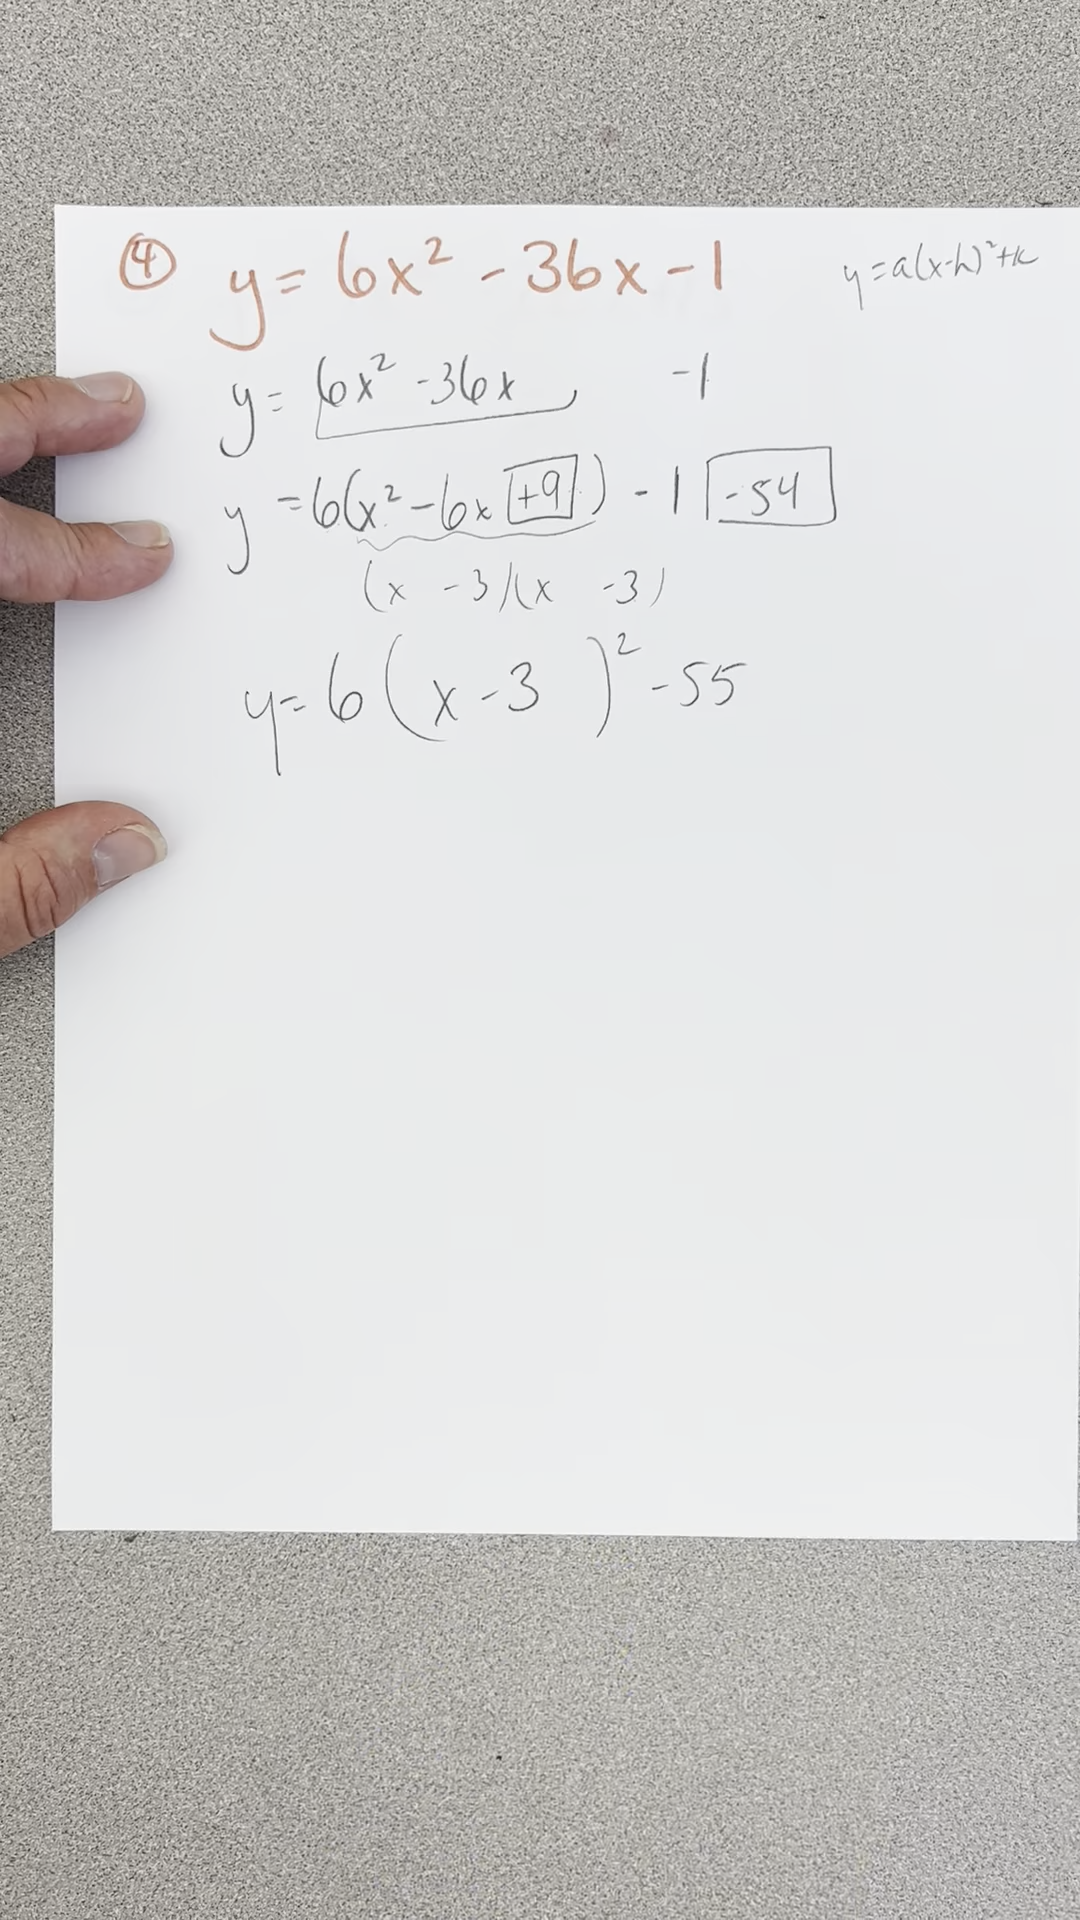 ④ y = 6x² - 36x - 1
y = a(x-h)² + k
y = 6x² - 36x - 1
y = 6(x² - 6x +9) - 1 -54
(x - 3)(x - 3)
y = 6(x - 3)² - 55